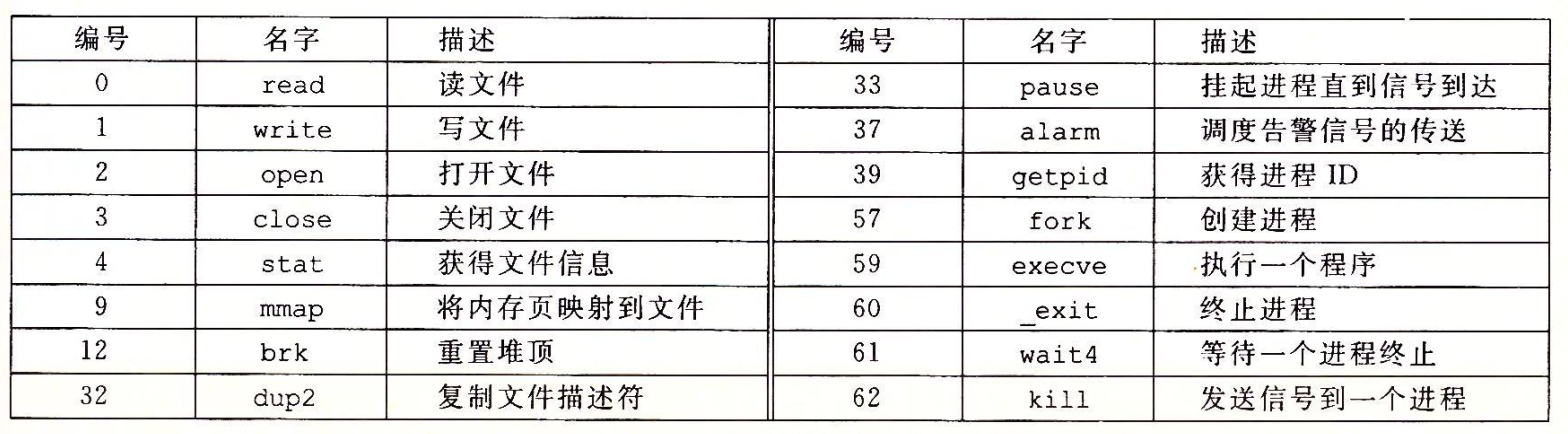 编号 名字 描述 编号 名字 描述
0 read 读文件 33 pause 挂起进程直到信号到达
1 write 写文件 37 alarm 调度告警信号的传送
2 open 打开文件 39 getpid 获得进程 ID
3 close 关闭文件 57 fork 创建进程
4 stat 获得文件信息 59 execve 执行一个程序
9 mmap 将内存页映射到文件 60 _exit 终止进程
12 brk 重置堆顶 61 wait4 等待一个进程终止
32 dup2 复制文件描述符 62 kill 发送信号到一个进程